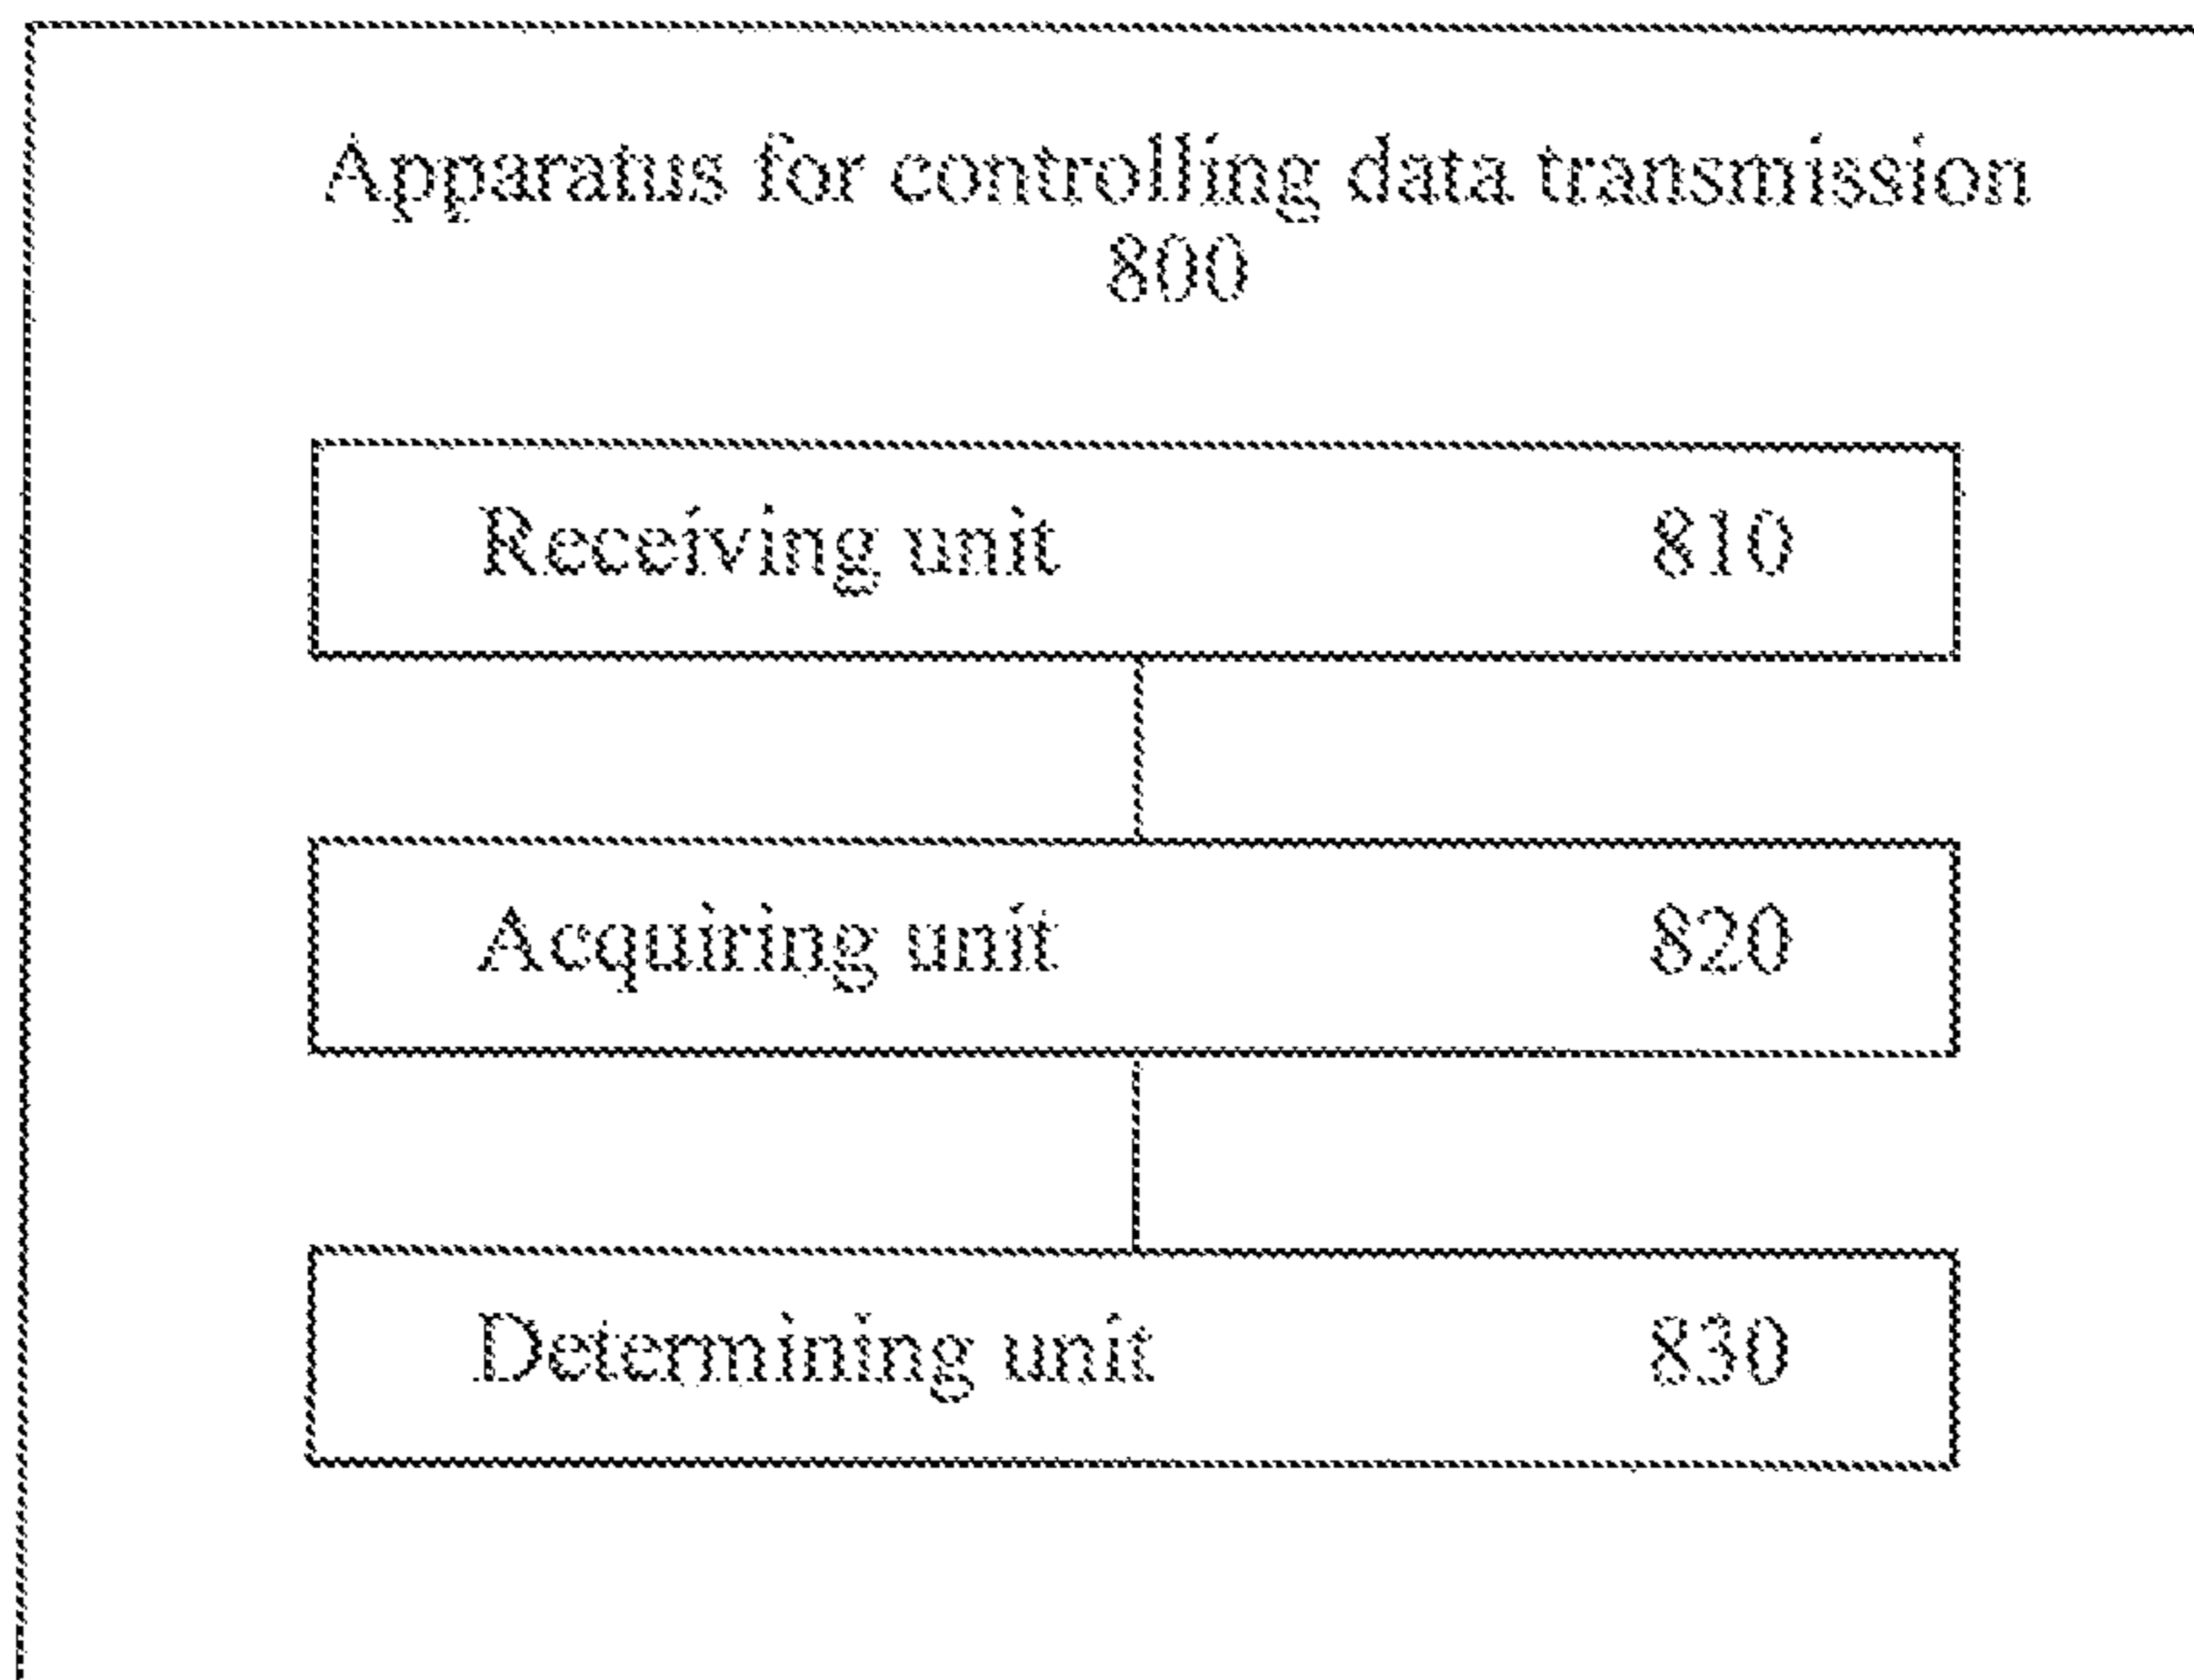 Apparatus for controlling data transmission
800
Receiving unit 810
Acquiring unit 820
Determining unit 830